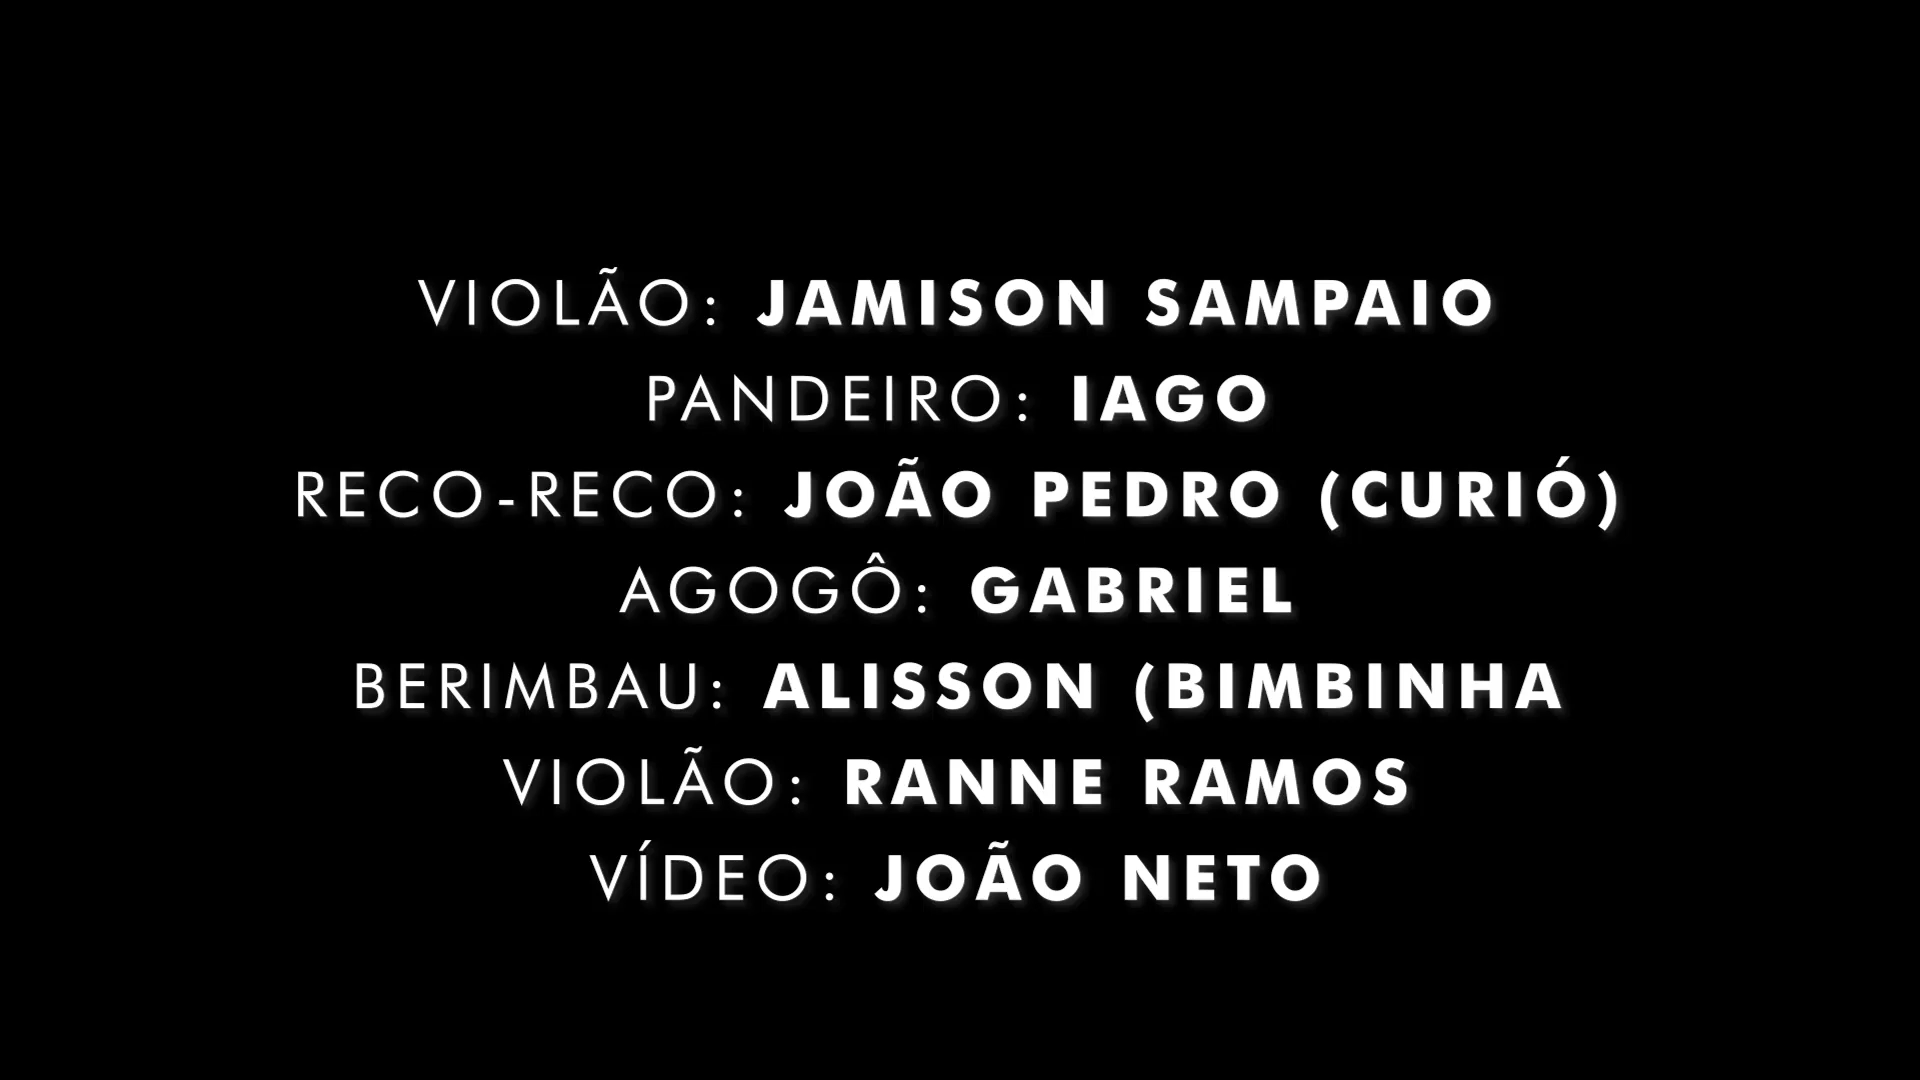 VIOLÃO: JAMISON SAMPAIO
PANDEIRO: IAGO
RECO-RECO: JOÃO PEDRO (CURIÓ)
AGOGÔ: GABRIEL
BERIMBAU: ALISSON (BIMBINHA
VIOLÃO: RANNE RAMOS
VÍDEO: JOÃO NETO